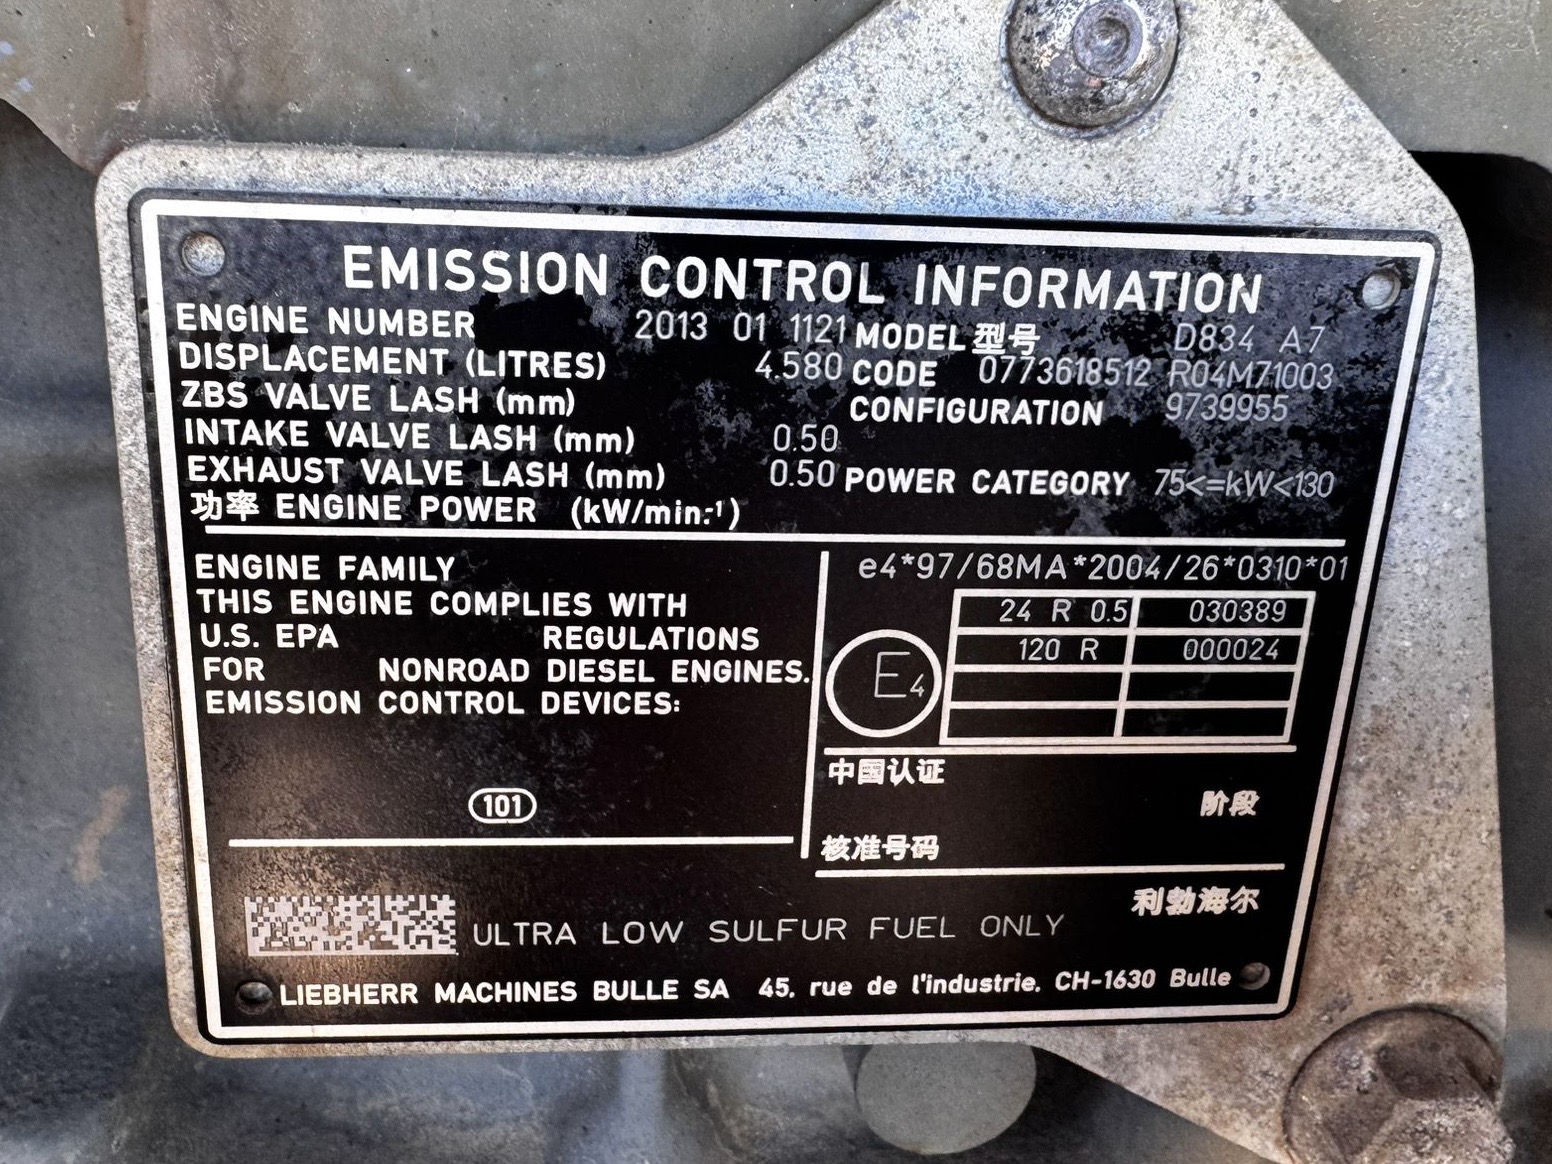 EMISSION CONTROL INFORMATION
ENGINE NUMBER 2013 01 1121 MODEL 型号 D834 A7
DISPLACEMENT (LITRES) 4.580 CODE 0773618512 R04M71003
ZBS VALVE LASH (mm) CONFIGURATION 9739955
INTAKE VALVE LASH (mm) 0.50
EXHAUST VALVE LASH (mm) 0.50 POWER CATEGORY 75<=kW<130
功率 ENGINE POWER (kW/min.-¹)
ENGINE FAMILY
THIS ENGINE COMPLIES WITH
U.S. EPA REGULATIONS
FOR NONROAD DIESEL ENGINES.
EMISSION CONTROL DEVICES:
101
e4*97/68MA*2004/26*0310*01
24 R 0.5 030389
120 R 000024
E4
中国认证
阶段
核准号码
利勃海尔
ULTRA LOW SULFUR FUEL ONLY
LIEBHERR MACHINES BULLE SA 45, rue de l'industrie, CH-1630 Bulle